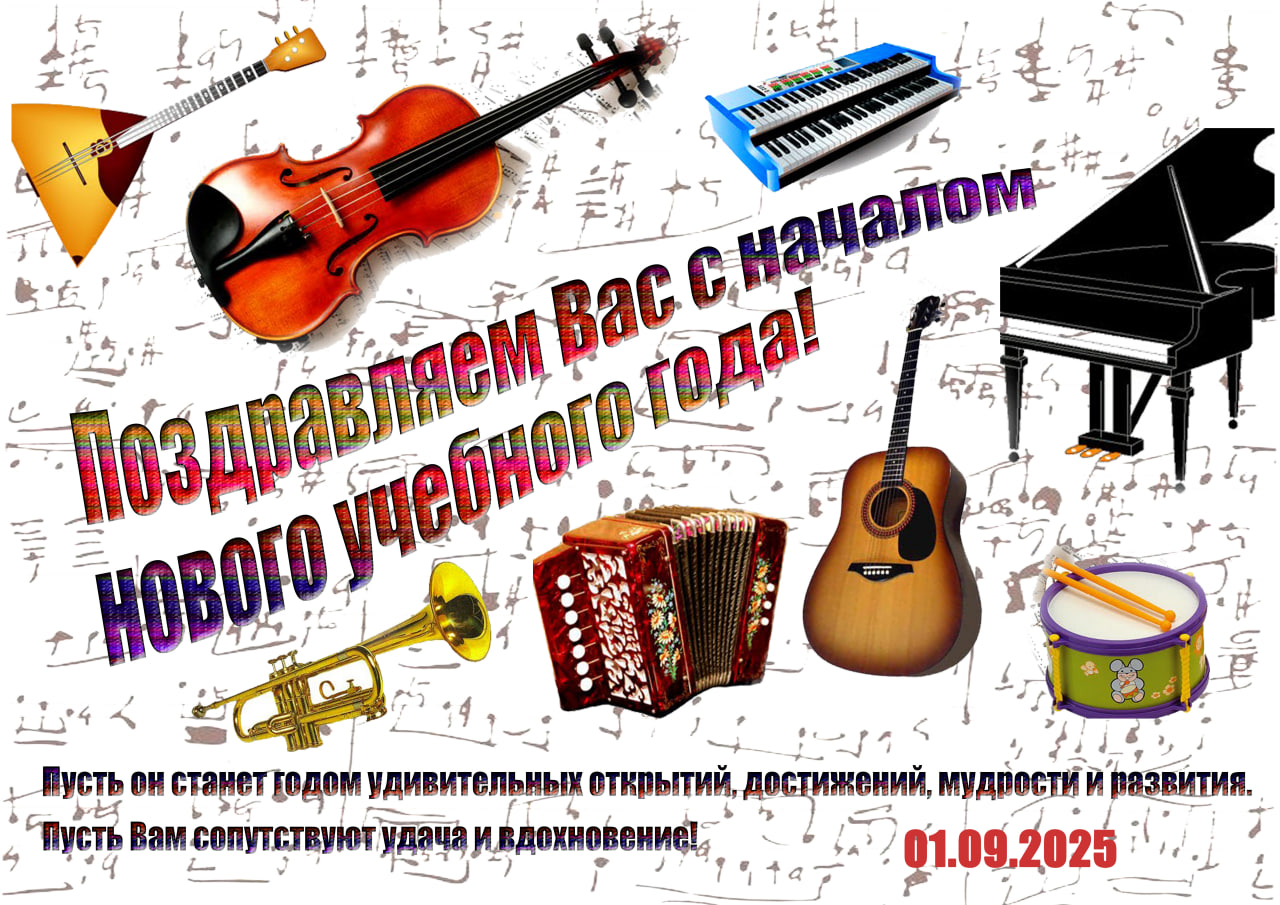 Поздравляем Вас с началом
нового учебного года!
Пусть он станет годом удивительных открытий, достижений, мудрости и развития.
Пусть Вам сопутствуют удача и вдохновение!
01.09.2025